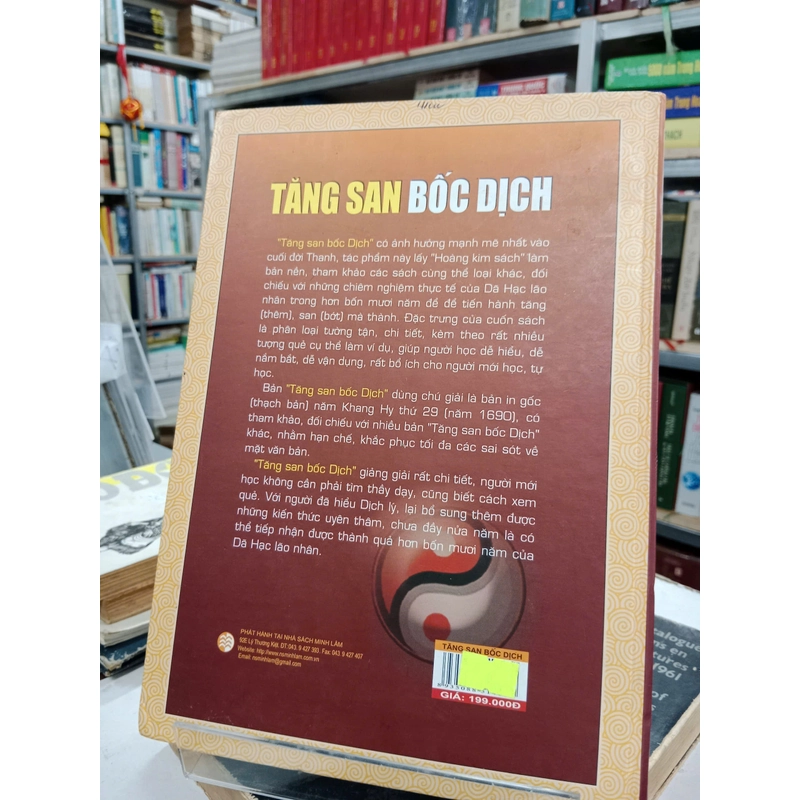 TĂNG SAN BỐC DỊCH
"Tăng san bốc Dịch" có ảnh hưởng mạnh mẽ nhất vào
cuối đời Thanh, tác phẩm này lấy "Hoàng kim sách" làm
bản nền, tham khảo các sách cùng thể loại khác, đối
chiếu với những chiêm nghiệm thực tế của Dã Hạc lão
nhân trong hơn bốn mươi năm để để tiến hành tăng
(thêm), san (bớt) mà thành. Đặc trưng của cuốn sách
là phân loại tường tận, chi tiết, kèm theo rất nhiều
tượng quẻ cụ thể làm ví dụ, giúp người học dễ hiểu, dễ
nắm bắt, dễ vận dụng, rất bổ ích cho người mới học, tự
học.
Bản "Tăng san bốc Dịch" dùng chú giải là bản in gốc
(thạch bản) năm Khang Hy thứ 29 (năm 1690), có
tham khảo, đối chiếu với nhiều bản "Tăng san bốc Dịch"
khác, nhằm hạn chế, khắc phục tối đa các sai sót về
mặt văn bản.
"Tăng san bốc Dịch" giảng giải rất chi tiết, người mới
học không cần phải tìm thầy dạy, cũng biết cách xem
quẻ. Với người đã hiểu Dịch lý, lại bổ sung thêm được
những kiến thức uyên thâm, chưa đầy nửa năm là có
thể tiếp nhận được thành quả hơn bốn mươi năm của
Dã Hạc lão nhân.
PHÁT HÀNH TẠI NHÀ SÁCH MINH LÂM
Website: http://www.nsminhlam.com.vn
Email: nsminhlam@gmail.com
TĂNG SAN BỐC DỊCH
GIÁ: 199.000Đ